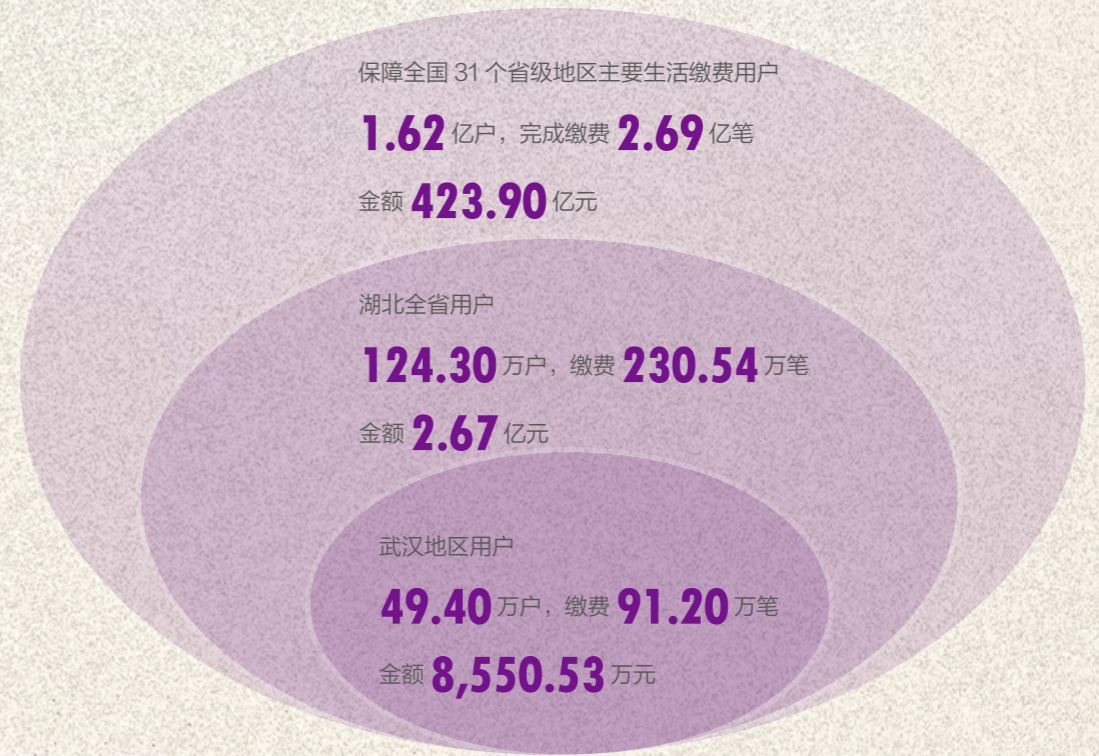 保障全国 31 个省级地区主要生活缴费用户
1.62 亿户，完成缴费 2.69 亿笔
金额 423.90 亿元
湖北全省用户
124.30 万户，缴费 230.54 万笔
金额 2.67 亿元
武汉地区用户
49.40 万户，缴费 91.20 万笔
金额 8,550.53 万元